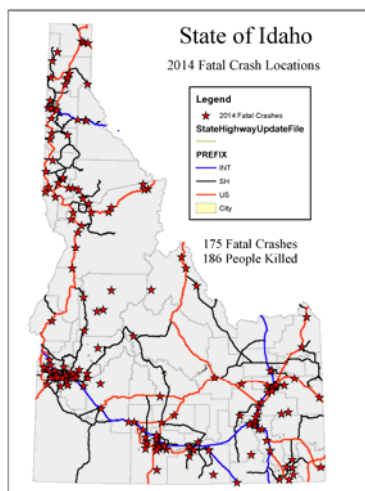 State of Idaho
2014 Fatal Crash Locations
Legend
2014 Fatal Crashes
StateHighwayUpdateFile
PREFIX
INT
SH
US
City
175 Fatal Crashes
186 People Killed